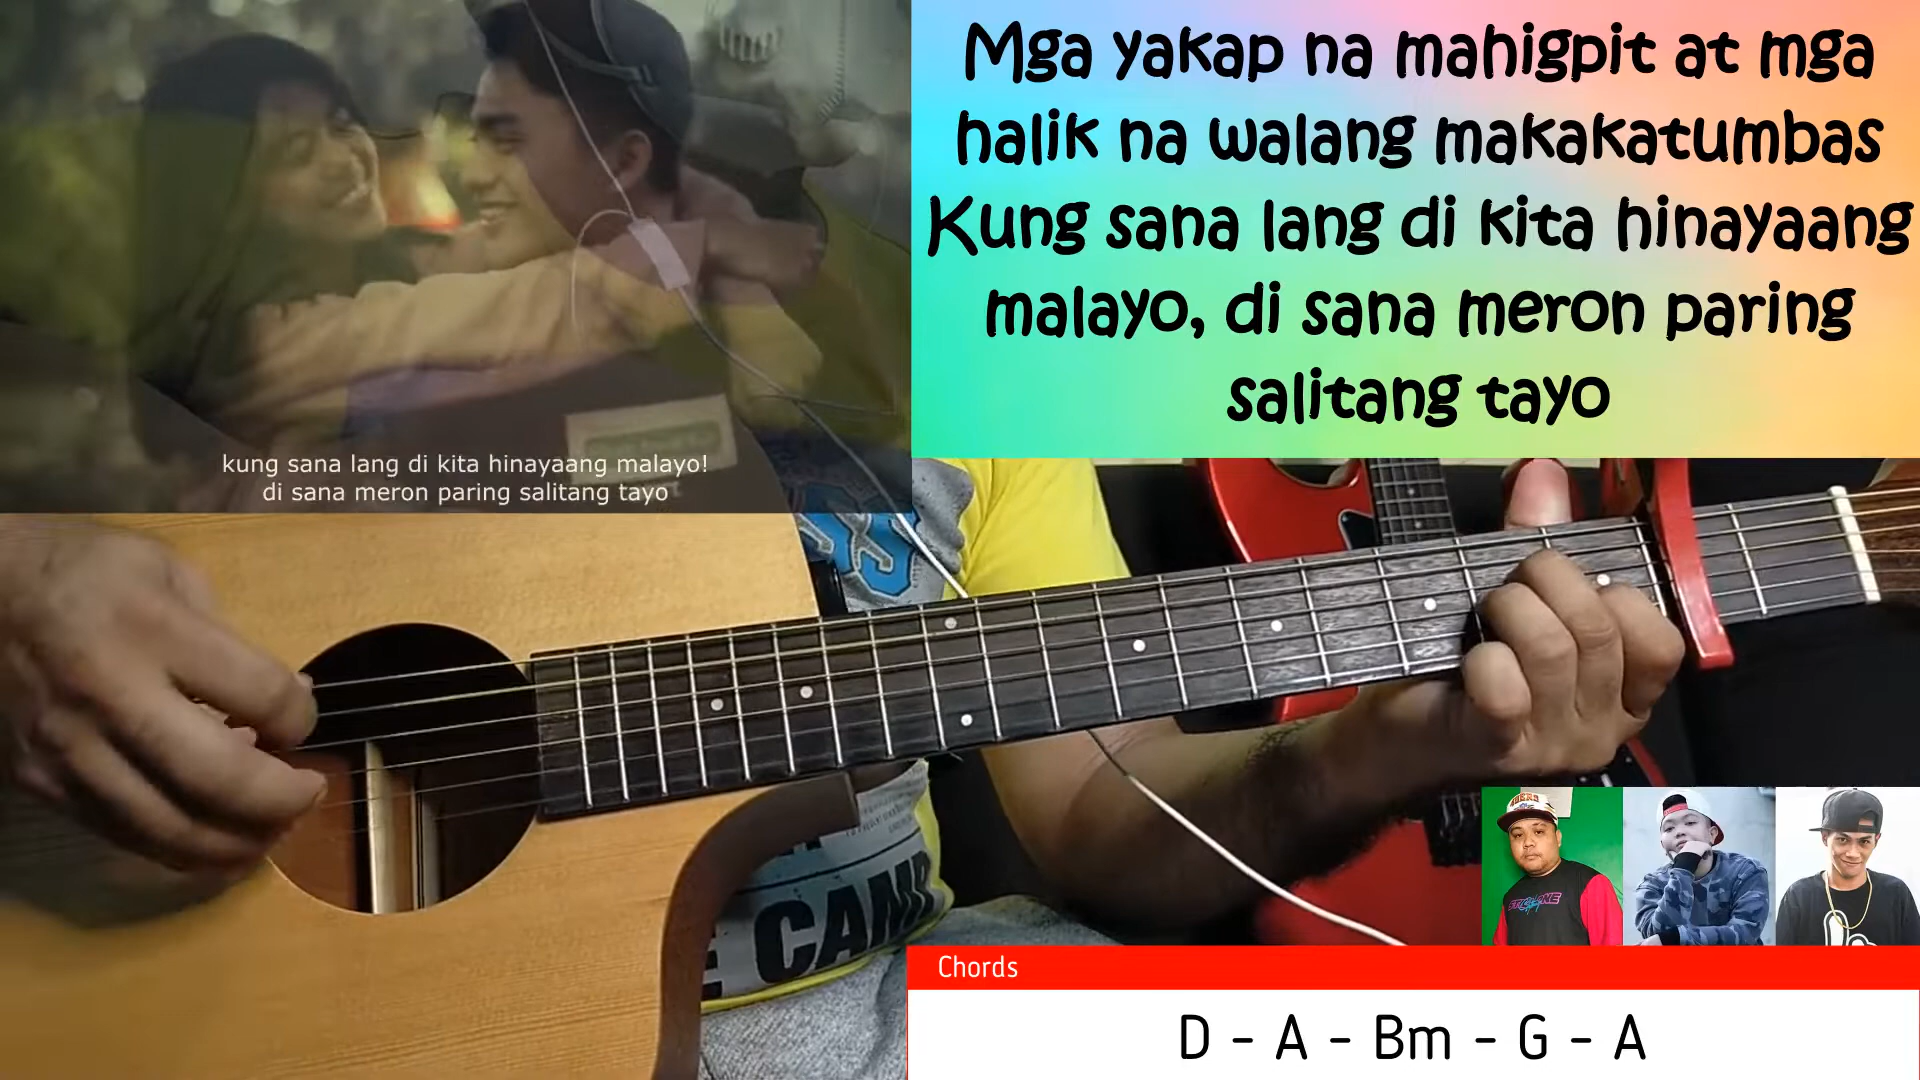 Mga yakap na mahigpit at mga
halik na walang makakatumbas
Kung sana lang di kita hinayaang
malayo, di sana meron paring
salitang tayo
kung sana lang di kita hinayaang malayo!
di sana meron paring salitang tayo
SS
E CAMP
49ERS
Chords
D - A - Bm - G - A